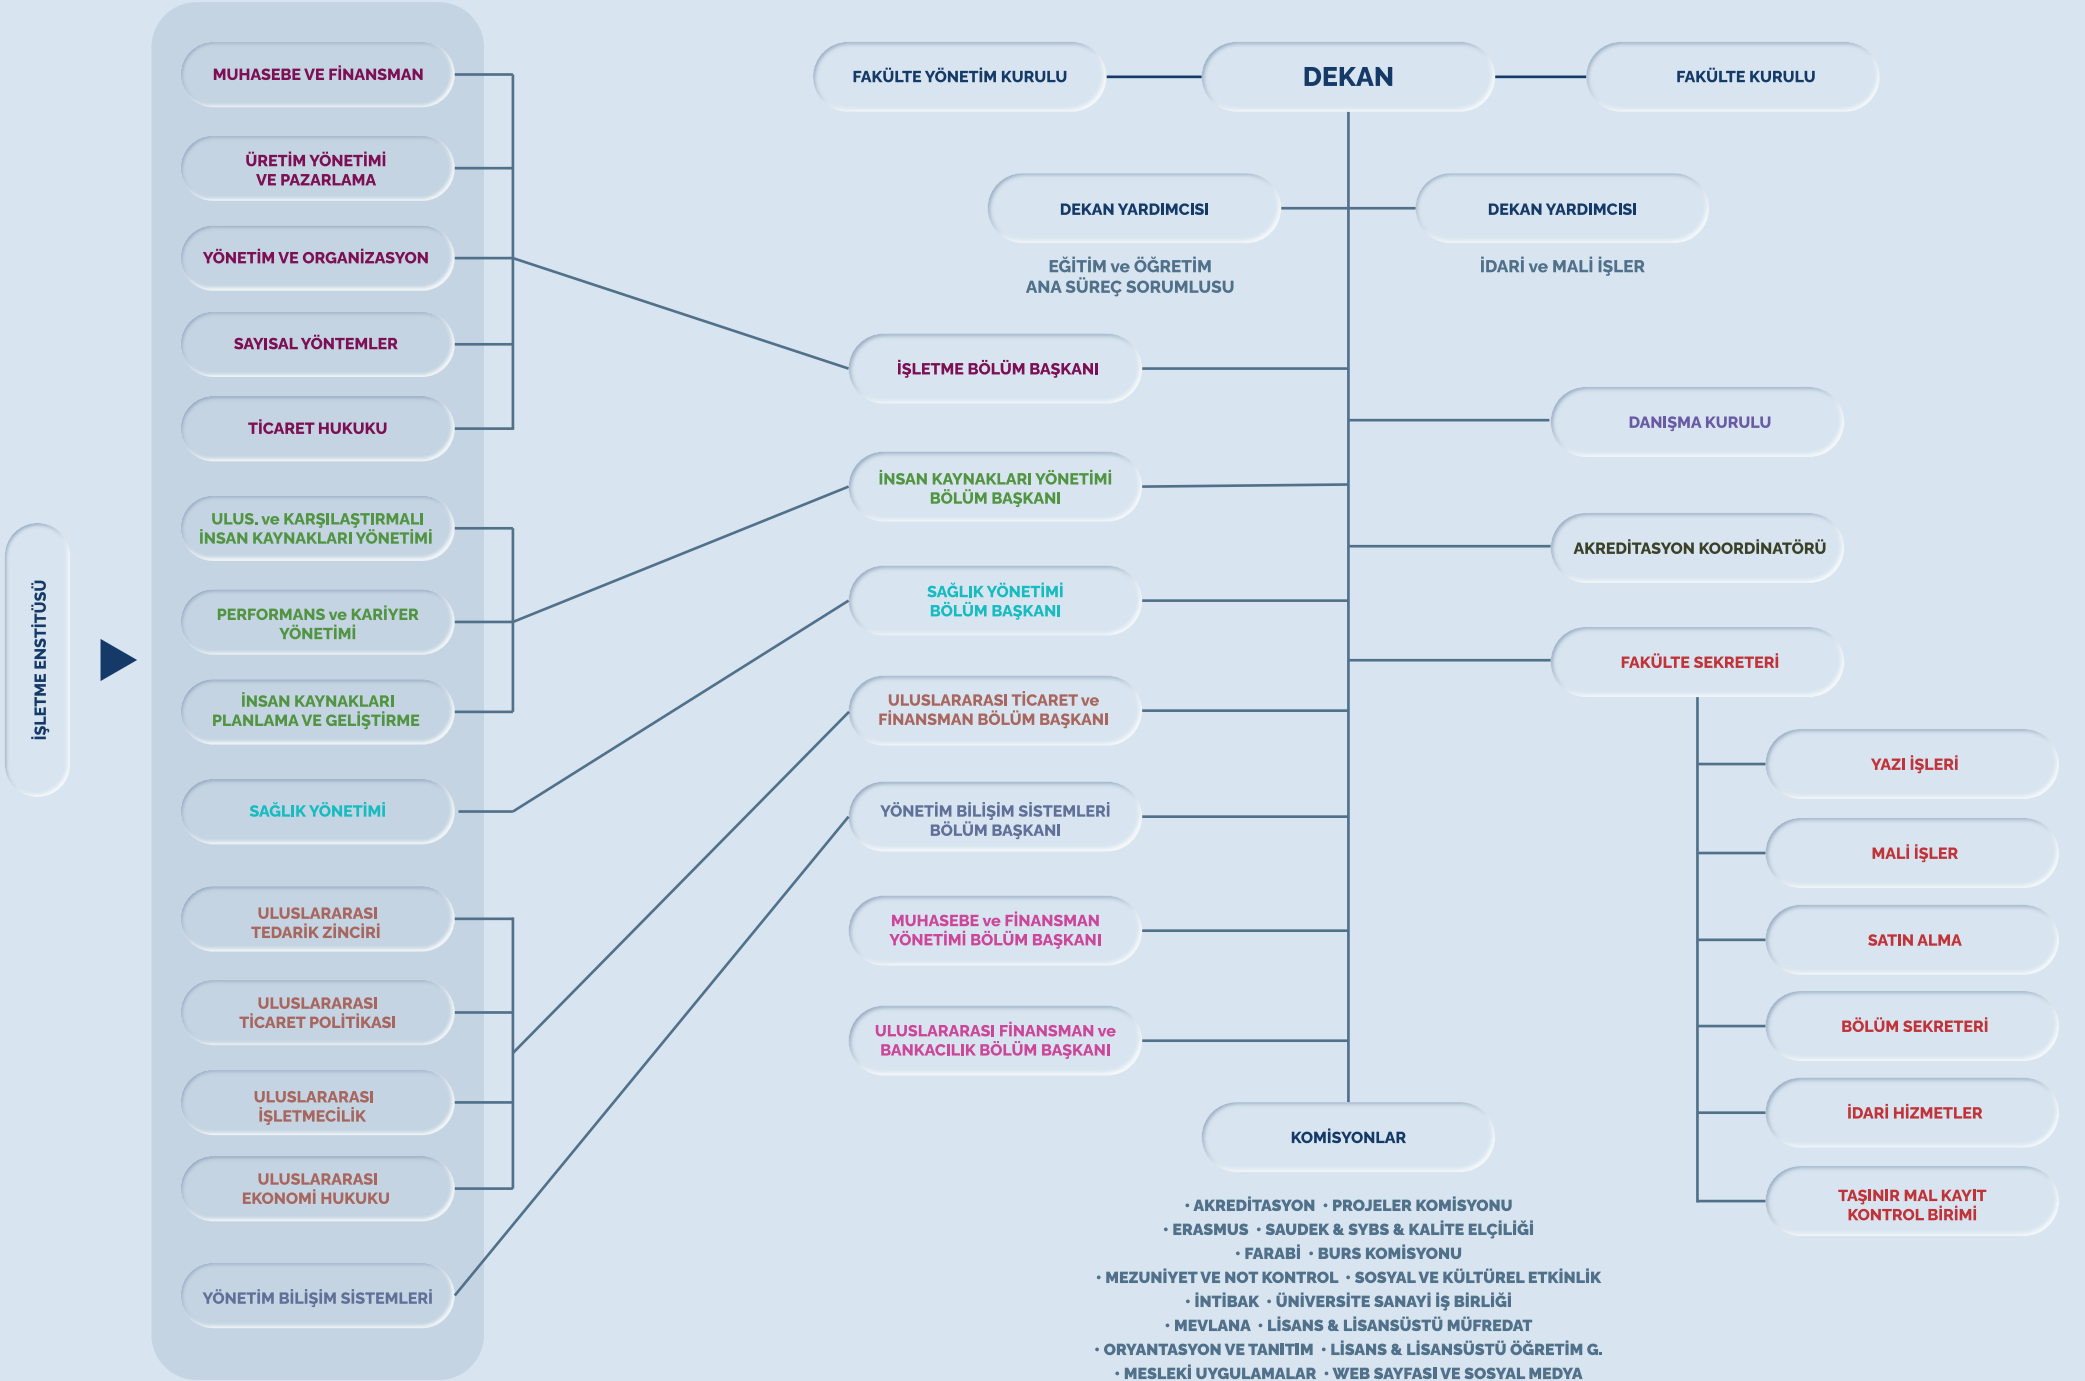 İŞLETME ENSTİTÜSÜ
MUHASEBE VE FİNANSMAN
ÜRETİM YÖNETİMİ
VE PAZARLAMA
YÖNETİM VE ORGANİZASYON
SAYISAL YÖNTEMLER
TİCARET HUKUKU
ULUS. ve KARŞILAŞTIRMALI
İNSAN KAYNAKLARI YÖNETİMİ
PERFORMANS ve KARİYER
YÖNETİMİ
İNSAN KAYNAKLARI
PLANLAMA VE GELİŞTİRME
SAĞLIK YÖNETİMİ
ULUSLARARASI
TEDARİK ZİNCİRİ
ULUSLARARASI
TİCARET POLİTİKASI
ULUSLARARASI
İŞLETMECİLİK
ULUSLARARASI
EKONOMİ HUKUKU
YÖNETİM BİLİŞİM SİSTEMLERİ
FAKÜLTE YÖNETİM KURULU
DEKAN
FAKÜLTE KURULU
DEKAN YARDIMCISI
EĞİTİM ve ÖĞRETİM
ANA SÜREÇ SORUMLUSU
DEKAN YARDIMCISI
İDARİ ve MALİ İŞLER
İŞLETME BÖLÜM BAŞKANI
İNSAN KAYNAKLARI YÖNETİMİ
BÖLÜM BAŞKANI
SAĞLIK YÖNETİMİ
BÖLÜM BAŞKANI
ULUSLARARASI TİCARET ve
FİNANSMAN BÖLÜM BAŞKANI
YÖNETİM BİLİŞİM SİSTEMLERİ
BÖLÜM BAŞKANI
MUHASEBE ve FİNANSMAN
YÖNETİMİ BÖLÜM BAŞKANI
ULUSLARARASI FİNANSMAN ve
BANKACILIK BÖLÜM BAŞKANI
DANIŞMA KURULU
AKREDİTASYON KOORDİNATÖRÜ
FAKÜLTE SEKRETERİ
YAZI İŞLERİ
MALİ İŞLER
SATIN ALMA
BÖLÜM SEKRETERİ
İDARİ HİZMETLER
TAŞINIR MAL KAYIT
KONTROL BİRİMİ
KOMİSYONLAR
• AKREDİTASYON • PROJELER KOMİSYONU
• ERASMUS • SAUDEK & SYBS & KALİTE ELÇİLİĞİ
• FARABİ • BURS KOMİSYONU
• MEZUNİYET VE NOT KONTROL • SOSYAL VE KÜLTÜREL ETKİNLİK
• İNTİBAK • ÜNİVERSİTE SANAYİ İŞ BİRLİĞİ
• MEVLANA • LİSANS & LİSANSÜSTÜ MÜFREDAT
• ORYANTASYON VE TANITIM • LİSANS & LİSANSÜSTÜ ÖĞRETİM G.
• MESLEKİ UYGULAMALAR • WEB SAYFASI VE SOSYAL MEDYA